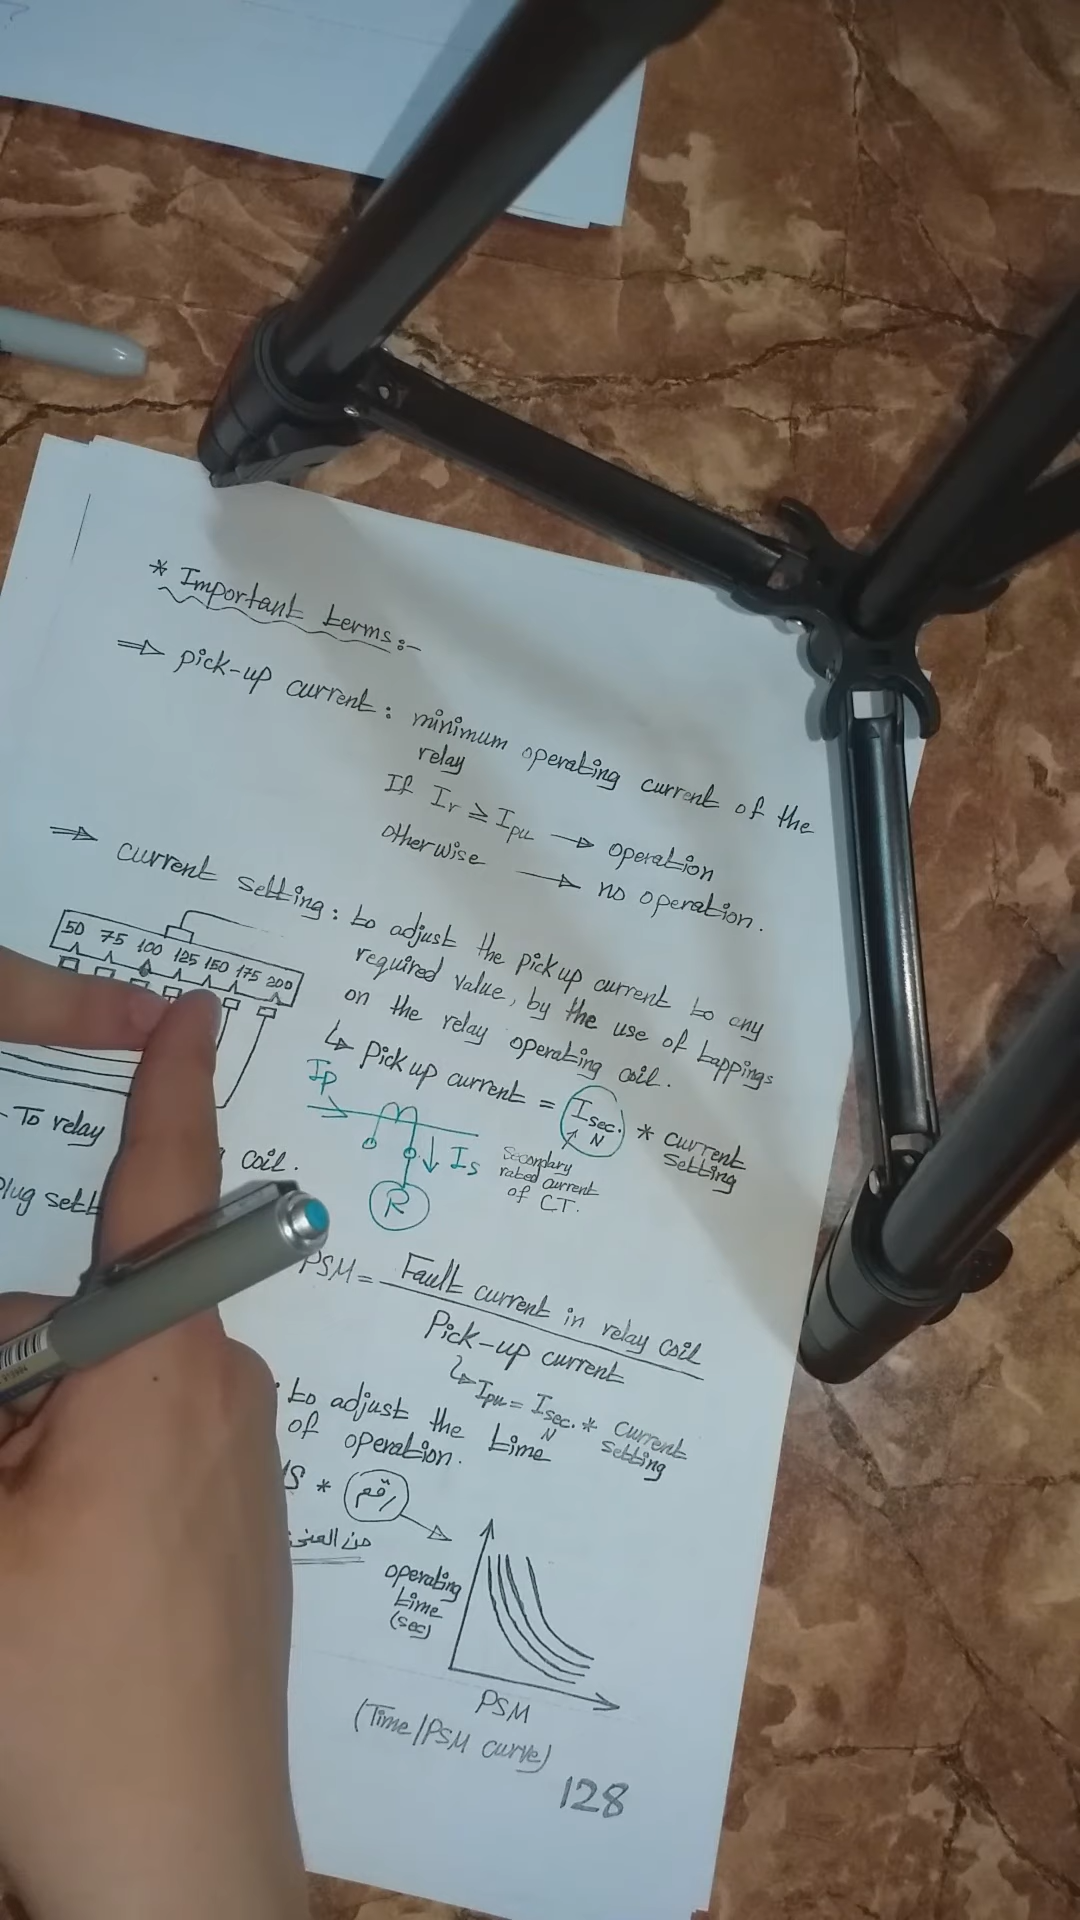 * Important terms:-
⇒ pick-up current: minimum operating current of the
relay
If Ir ≥ Ipu → operation
otherwise → no operation.
⇒ current setting: to adjust the pick up current to any
required value, by the use of tappings
on the relay operating coil.
↳ Pick up current = Isec. N * current setting
50 75 100 125 150 175 200
To relay
coil.
Ip
Is
R
Secondary
rated current
of C.T.
PSM = Fault current in relay coil
Pick-up current
↳ Ipu = Isec. N * current setting
to adjust the time
of operation.
* رقم
من
operating
time
(sec)
PSM
(Time/PSM curve)
128